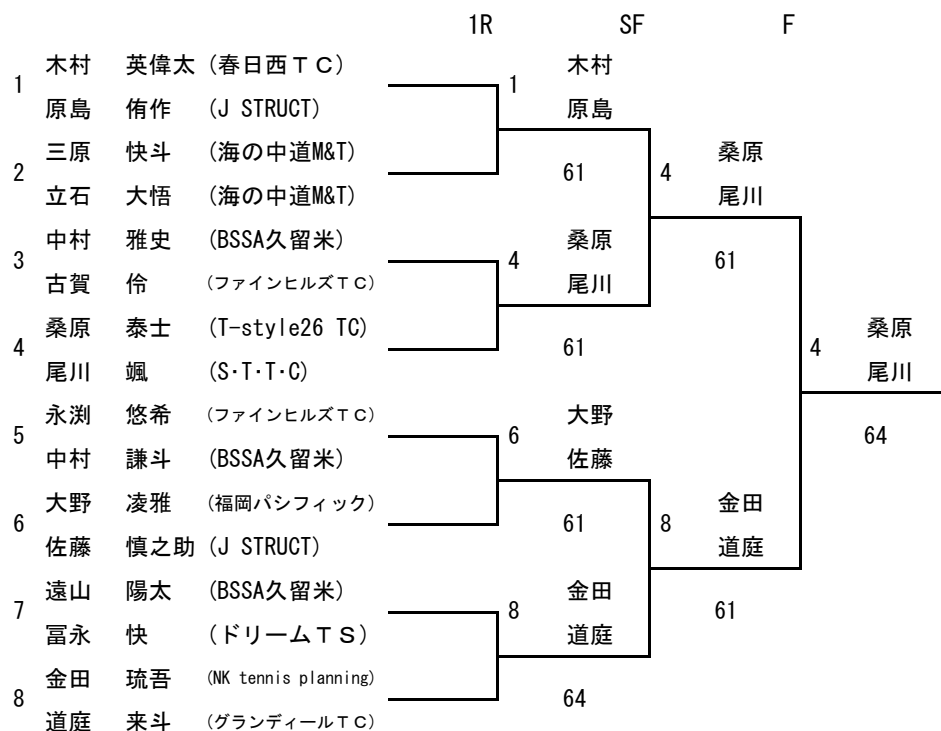 1R SF F
木村 英偉太 (春日西ＴＣ) 木村
1 1
原島 侑作 (J STRUCT) 原島
三原 快斗 (海の中道M&T) 桑原
2 61 4
立石 大悟 (海の中道M&T) 尾川
中村 雅史 (BSSA久留米) 桑原
3 4 61
古賀 伶 (ファインヒルズＴＣ) 尾川
桑原 泰士 (T-style26 TC) 桑原
4 61 4
尾川 颯 (S・T・T・C) 尾川
永渕 悠希 (ファインヒルズＴＣ) 大野
5 6 64
中村 謙斗 (BSSA久留米) 佐藤
大野 凌雅 (福岡パシフィック) 金田
6 61 8
佐藤 慎之助 (J STRUCT) 道庭
遠山 陽太 (BSSA久留米) 金田
7 8 61
冨永 快 (ドリームＴＳ) 道庭
金田 琉吾 (NK tennis planning)
8 64
道庭 来斗 (グランディールＴＣ)